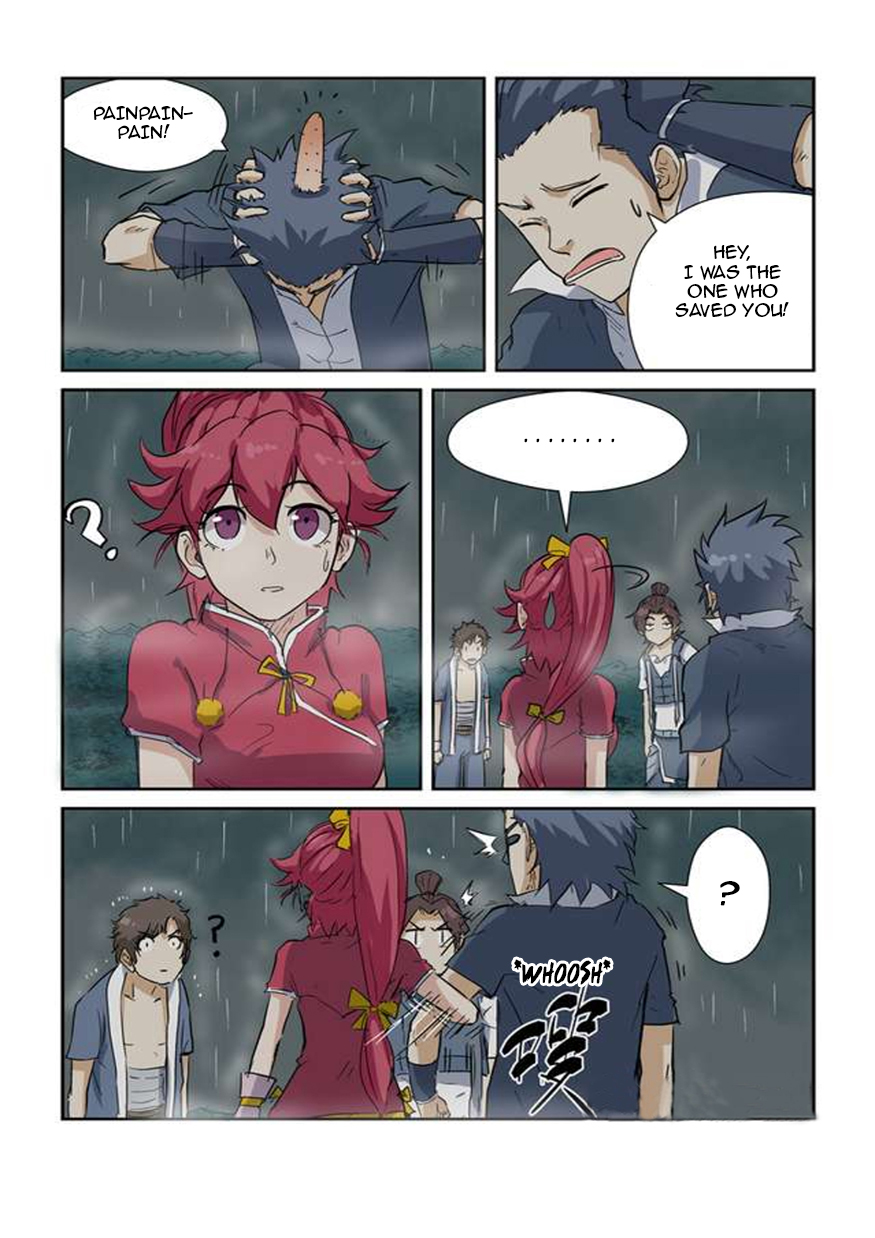 PAINPAIN-
PAIN!
HEY,
I WAS THE
ONE WHO
SAVED YOU!
?
........
?
?
*WHOOSH*